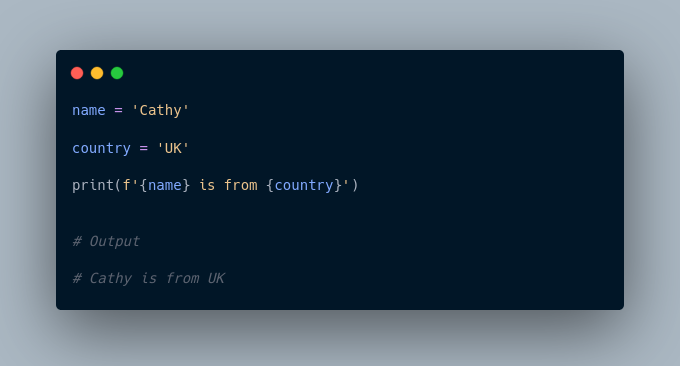 name = 'Cathy'
country = 'UK'
print(f'{name} is from {country}')
# Output
# Cathy is from UK